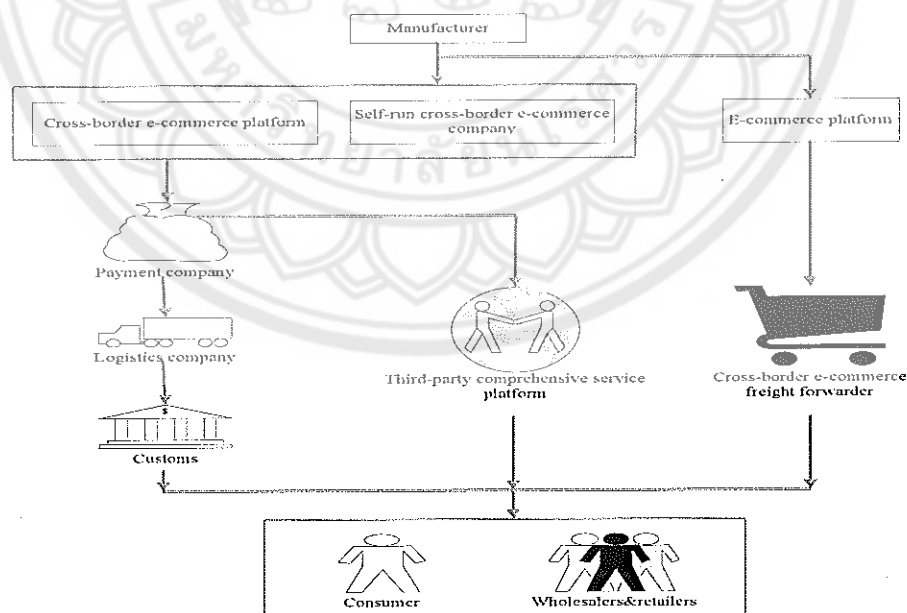 Manufacturer
Cross-border e-commerce platform
Self-run cross-border e-commerce
company
E-commerce platform
Payment company
Logistics company
Third-party comprehensive service
platform
Cross-border e-commerce
freight forwarder
$
Customs
Consumer
Wholesalers&retailers